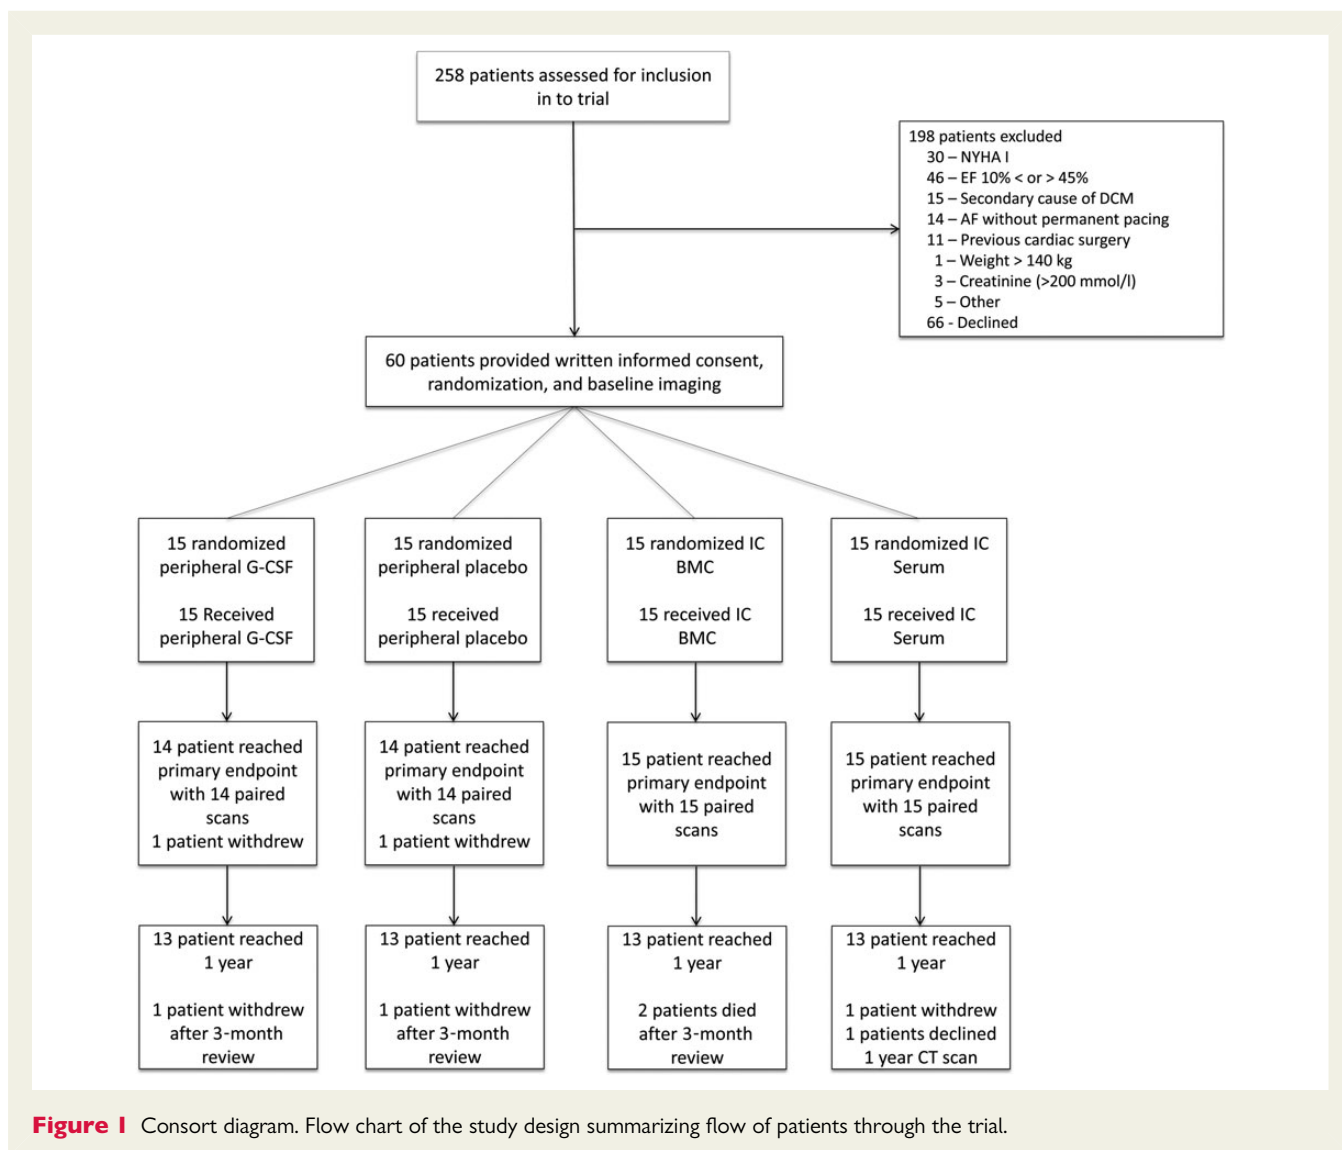 258 patients assessed for inclusion
in to trial
198 patients excluded
30 – NYHA I
46 – EF 10% < or > 45%
15 – Secondary cause of DCM
14 – AF without permanent pacing
11 – Previous cardiac surgery
1 – Weight > 140 kg
3 – Creatinine (>200 mmol/l)
5 – Other
66 - Declined
60 patients provided written informed consent,
randomization, and baseline imaging
15 randomized
peripheral G-CSF
15 Received
peripheral G-CSF
15 randomized
peripheral placebo
15 received
peripheral placebo
15 randomized IC
BMC
15 received IC
BMC
15 randomized IC
Serum
15 received IC
Serum
14 patient reached
primary endpoint
with 14 paired
scans
1 patient withdrew
14 patient reached
primary endpoint
with 14 paired
scans
1 patient withdrew
15 patient reached
primary endpoint
with 15 paired
scans
15 patient reached
primary endpoint
with 15 paired
scans
13 patient reached
1 year
1 patient withdrew
after 3-month
review
13 patient reached
1 year
1 patient withdrew
after 3-month
review
13 patient reached
1 year
2 patients died
after 3-month
review
13 patient reached
1 year
1 patient withdrew
1 patients declined
1 year CT scan
Figure 1 Consort diagram. Flow chart of the study design summarizing flow of patients through the trial.